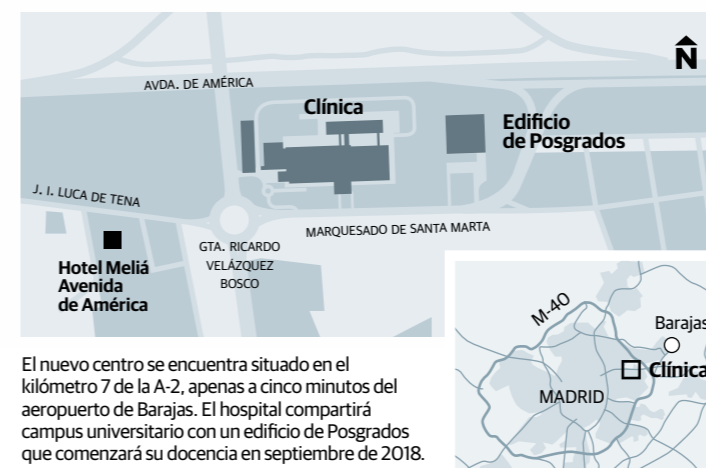 N
AVDA. DE AMÉRICA
Clínica
Edificio
de Posgrados
J. I. LUCA DE TENA
MARQUESADO DE SANTA MARTA
GTA. RICARDO
VELÁZQUEZ
BOSCO
Hotel Meliá
Avenida
de América
M-40
Barajas
Clínica
MADRID
El nuevo centro se encuentra situado en el
kilómetro 7 de la A-2, apenas a cinco minutos del
aeropuerto de Barajas. El hospital compartirá
campus universitario con un edificio de Posgrados
que comenzará su docencia en septiembre de 2018.